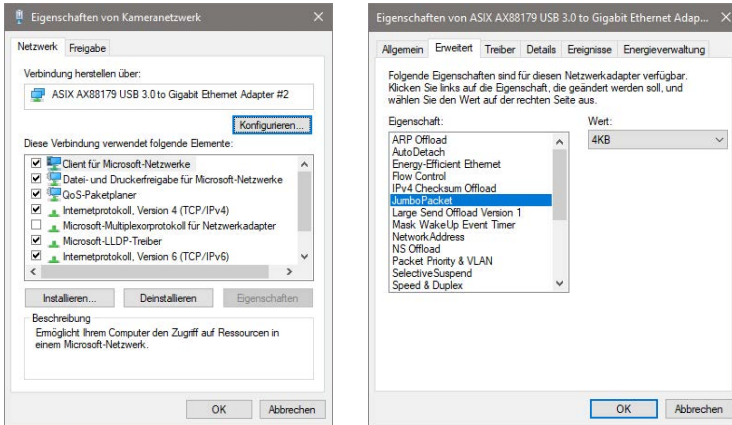 Eigenschaften von Kameranetzwerk
Netzwerk Freigabe
Verbindung herstellen über:
ASIX AX88179 USB 3.0 to Gigabit Ethernet Adapter #2
Konfigurieren...
Diese Verbindung verwendet folgende Elemente:
Client für Microsoft-Netzwerke
Datei- und Druckerfreigabe für Microsoft-Netzwerke
QoS-Paketplaner
Internetprotokoll, Version 4 (TCP/IPv4)
Microsoft-Multiplexorprotokoll für Netzwerkadapter
Microsoft-LLDP-Treiber
Internetprotokoll, Version 6 (TCP/IPv6)
Installieren... Deinstallieren Eigenschaften
Beschreibung
Ermöglicht Ihrem Computer den Zugriff auf Ressourcen in
einem Microsoft-Netzwerk.
OK Abbrechen
Eigenschaften von ASIX AX88179 USB 3.0 to Gigabit Ethernet Adap...
Allgemein Erweitert Treiber Details Ereignisse Energieverwaltung
Folgende Eigenschaften sind für diesen Netzwerkadapter verfügbar.
Klicken Sie links auf die Eigenschaft, die geändert werden soll, und
wählen Sie den Wert auf der rechten Seite aus.
Eigenschaft: Wert:
ARP Offload 4KB
AutoDetach
Energy-Efficient Ethernet
Flow Control
IPv4 Checksum Offload
JumboPacket
Large Send Offload Version 1
Mask WakeUp Event Timer
NetworkAddress
NS Offload
Packet Priority & VLAN
SelectiveSuspend
Speed & Duplex
OK Abbrechen